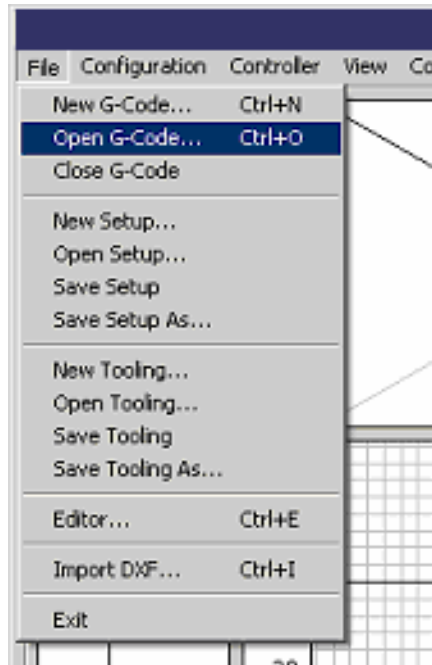 File Configuration Controller View Co
New G-Code... Ctrl+N
Open G-Code... Ctrl+O
Close G-Code
New Setup...
Open Setup...
Save Setup
Save Setup As...
New Tooling...
Open Tooling...
Save Tooling
Save Tooling As...
Editor... Ctrl+E
Import DXF... Ctrl+I
Exit